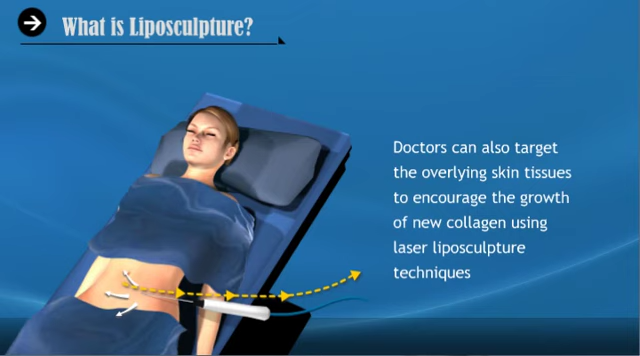 What is Liposculpture?
Doctors can also target
the overlying skin tissues
to encourage the growth
of new collagen using
laser liposculpture
techniques